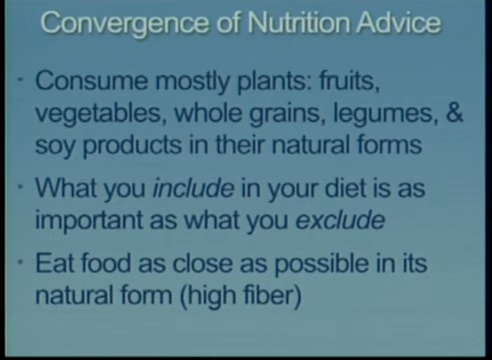 Convergence of Nutrition Advice
· Consume mostly plants: fruits,
vegetables, whole grains, legumes, &
soy products in their natural forms
· What you include in your diet is as
important as what you exclude
· Eat food as close as possible in its
natural form (high fiber)